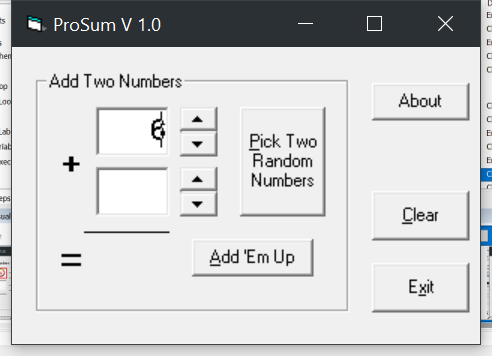 ProSum V 1.0
Add Two Numbers
6
+
=
Pick Two
Random
Numbers
Add 'Em Up
About
Clear
Exit